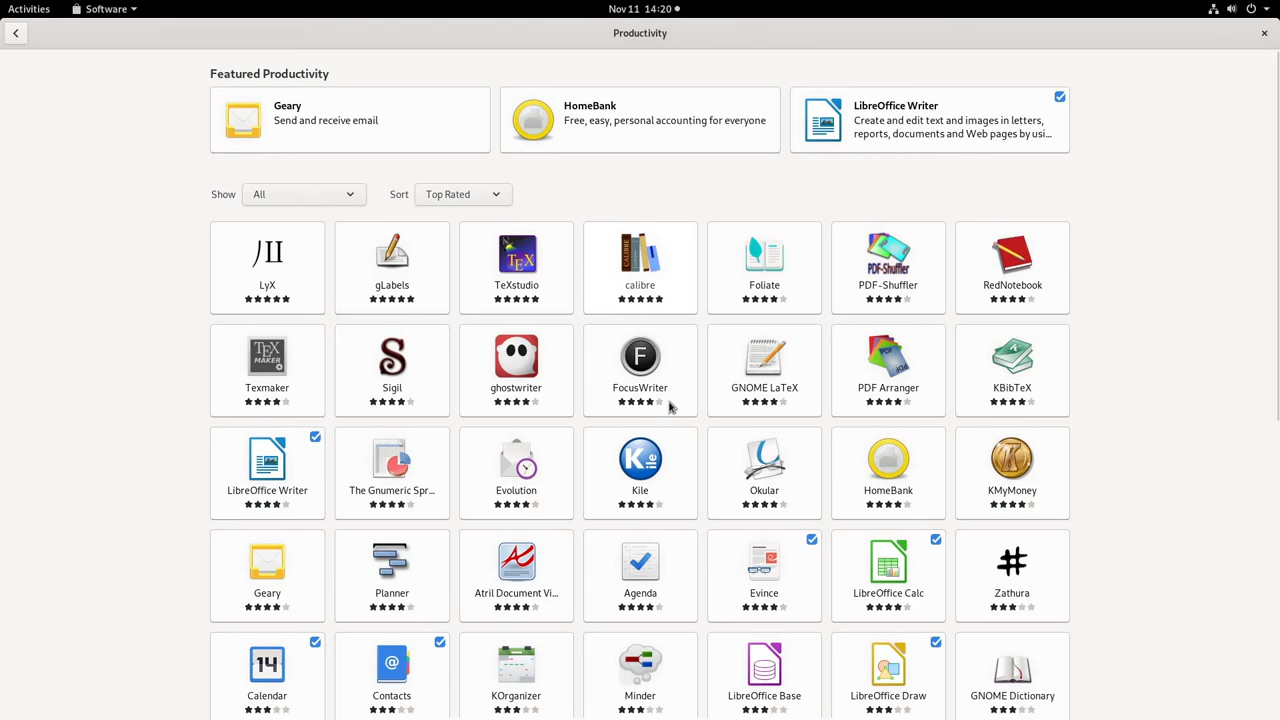 Activities Software Nov 11 14:20
Productivity
Featured Productivity
Geary
Send and receive email
HomeBank
Free, easy, personal accounting for everyone
LibreOffice Writer
Create and edit text and images in letters,
reports, documents and Web pages by usi...
Show All Sort Top Rated
LyX gLabels TeXstudio calibre Foliate PDF-Shuffler RedNotebook
Texmaker Sigil ghostwriter FocusWriter GNOME LaTeX PDF Arranger KBibTeX
LibreOffice Writer The Gnumeric Spr... Evolution Kile Okular HomeBank KMyMoney
Geary Planner Atril Document Vi... Agenda Evince LibreOffice Calc Zathura
14
Calendar Contacts KOrganizer Minder LibreOffice Base LibreOffice Draw GNOME Dictionary